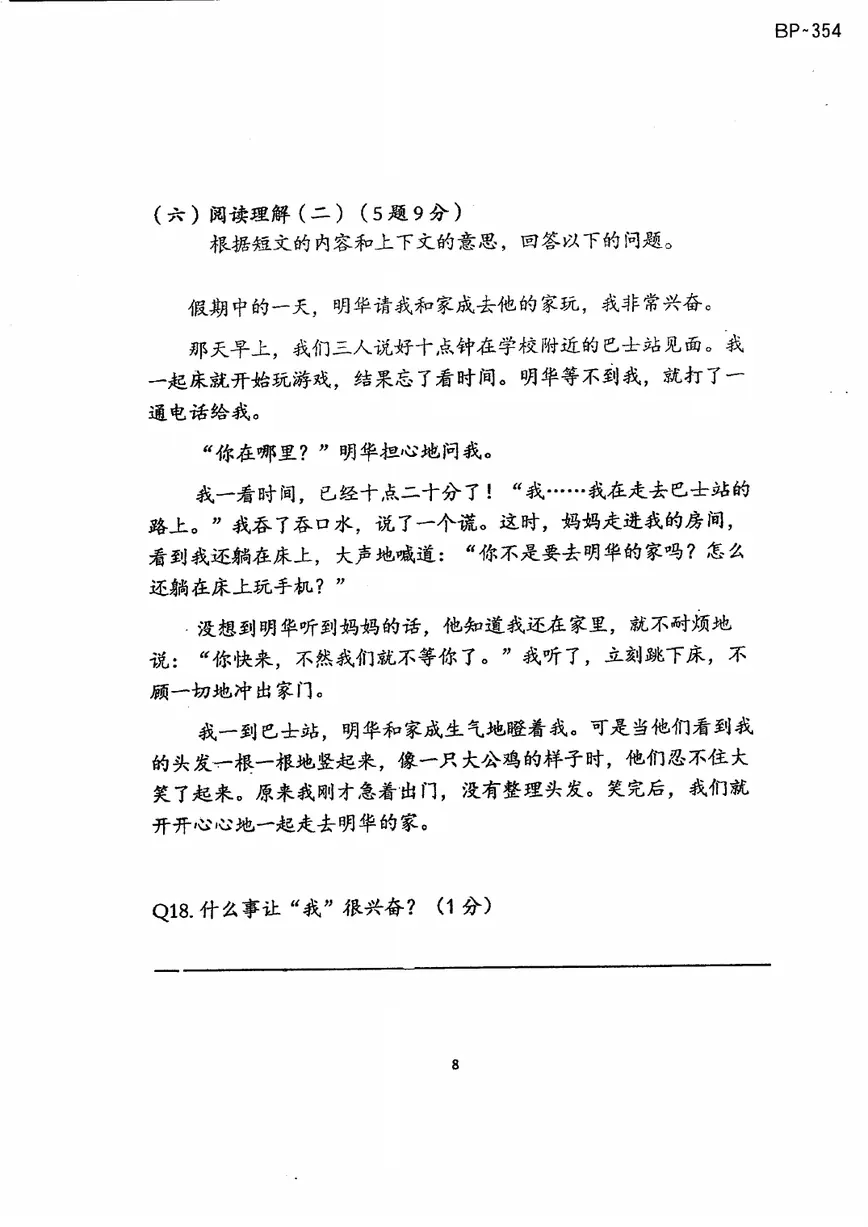 BP~354
(六)阅读理解(二)(5题9分)
根据短文的内容和上下文的意思，回答以下的问题。
假期中的一天，明华请我和家成去他的家玩，我非常兴奋。
那天早上，我们三人说好十点钟在学校附近的巴士站见面。我
一起床就开始玩游戏，结果忘了看时间。明华等不到我，就打了一
通电话给我。
“你在哪里？”明华担心地问我。
我一看时间，已经十点二十分了！“我……我在走去巴士站的
路上。”我吞了吞口水，说了一个谎。这时，妈妈走进我的房间，
看到我还躺在床上，大声地喊道：“你不是要去明华的家吗？怎么
还躺在床上玩手机？”
没想到明华听到妈妈的话，他知道我还在家里，就不耐烦地
说：“你快来，不然我们就不等你了。”我听了，立刻跳下床，不
顾一切地冲出家门。
我一到巴士站，明华和家成生气地瞪着我。可是当他们看到我
的头发一根一根地竖起来，像一只大公鸡的样子时，他们忍不住大
笑了起来。原来我刚才急着出门，没有整理头发。笑完后，我们就
开开心心地一起走去明华的家。
Q18. 什么事让“我”很兴奋？（1分）
8